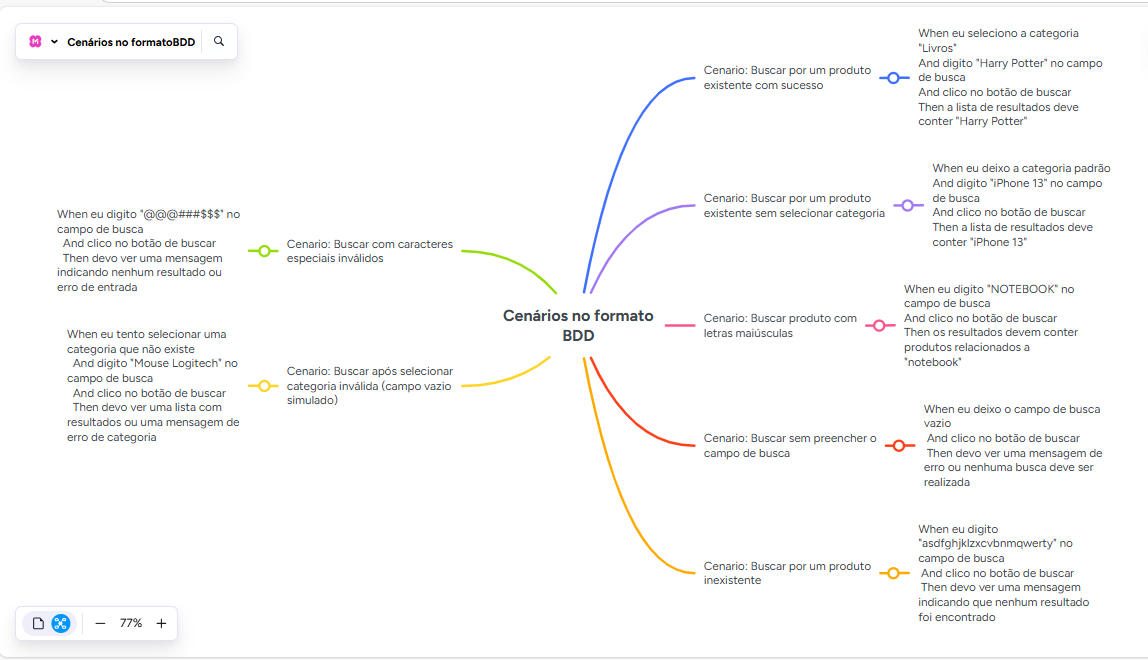 Cenários no formatoBDD
When eu digito "@@@###$$$" no
campo de busca
And clico no botão de buscar
Then devo ver uma mensagem
indicando nenhum resultado ou
erro de entrada
Cenario: Buscar com caracteres
especiais inválidos
When eu tento selecionar uma
categoria que não existe
And digito "Mouse Logitech" no
campo de busca
And clico no botão de buscar
Then devo ver uma lista com
resultados ou uma mensagem de
erro de categoria
Cenario: Buscar após selecionar
categoria inválida (campo vazio
simulado)
Cenários no formato
BDD
Cenario: Buscar por um produto
existente com sucesso
When eu seleciono a categoria
"Livros"
And digito "Harry Potter" no campo
de busca
And clico no botão de buscar
Then a lista de resultados deve
conter "Harry Potter"
Cenario: Buscar por um produto
existente sem selecionar categoria
When eu deixo a categoria padrão
And digito "iPhone 13" no campo
de busca
And clico no botão de buscar
Then a lista de resultados deve
conter "iPhone 13"
Cenario: Buscar produto com
letras maiúsculas
When eu digito "NOTEBOOK" no
campo de busca
And clico no botão de buscar
Then os resultados devem conter
produtos relacionados a
"notebook"
Cenario: Buscar sem preencher o
campo de busca
When eu deixo o campo de busca
vazio
And clico no botão de buscar
Then devo ver uma mensagem de
erro ou nenhuma busca deve ser
realizada
Cenario: Buscar por um produto
inexistente
When eu digito
"asdfghjklzxcvbnmqwerty" no
campo de busca
And clico no botão de buscar
Then devo ver uma mensagem
indicando que nenhum resultado
foi encontrado
77%